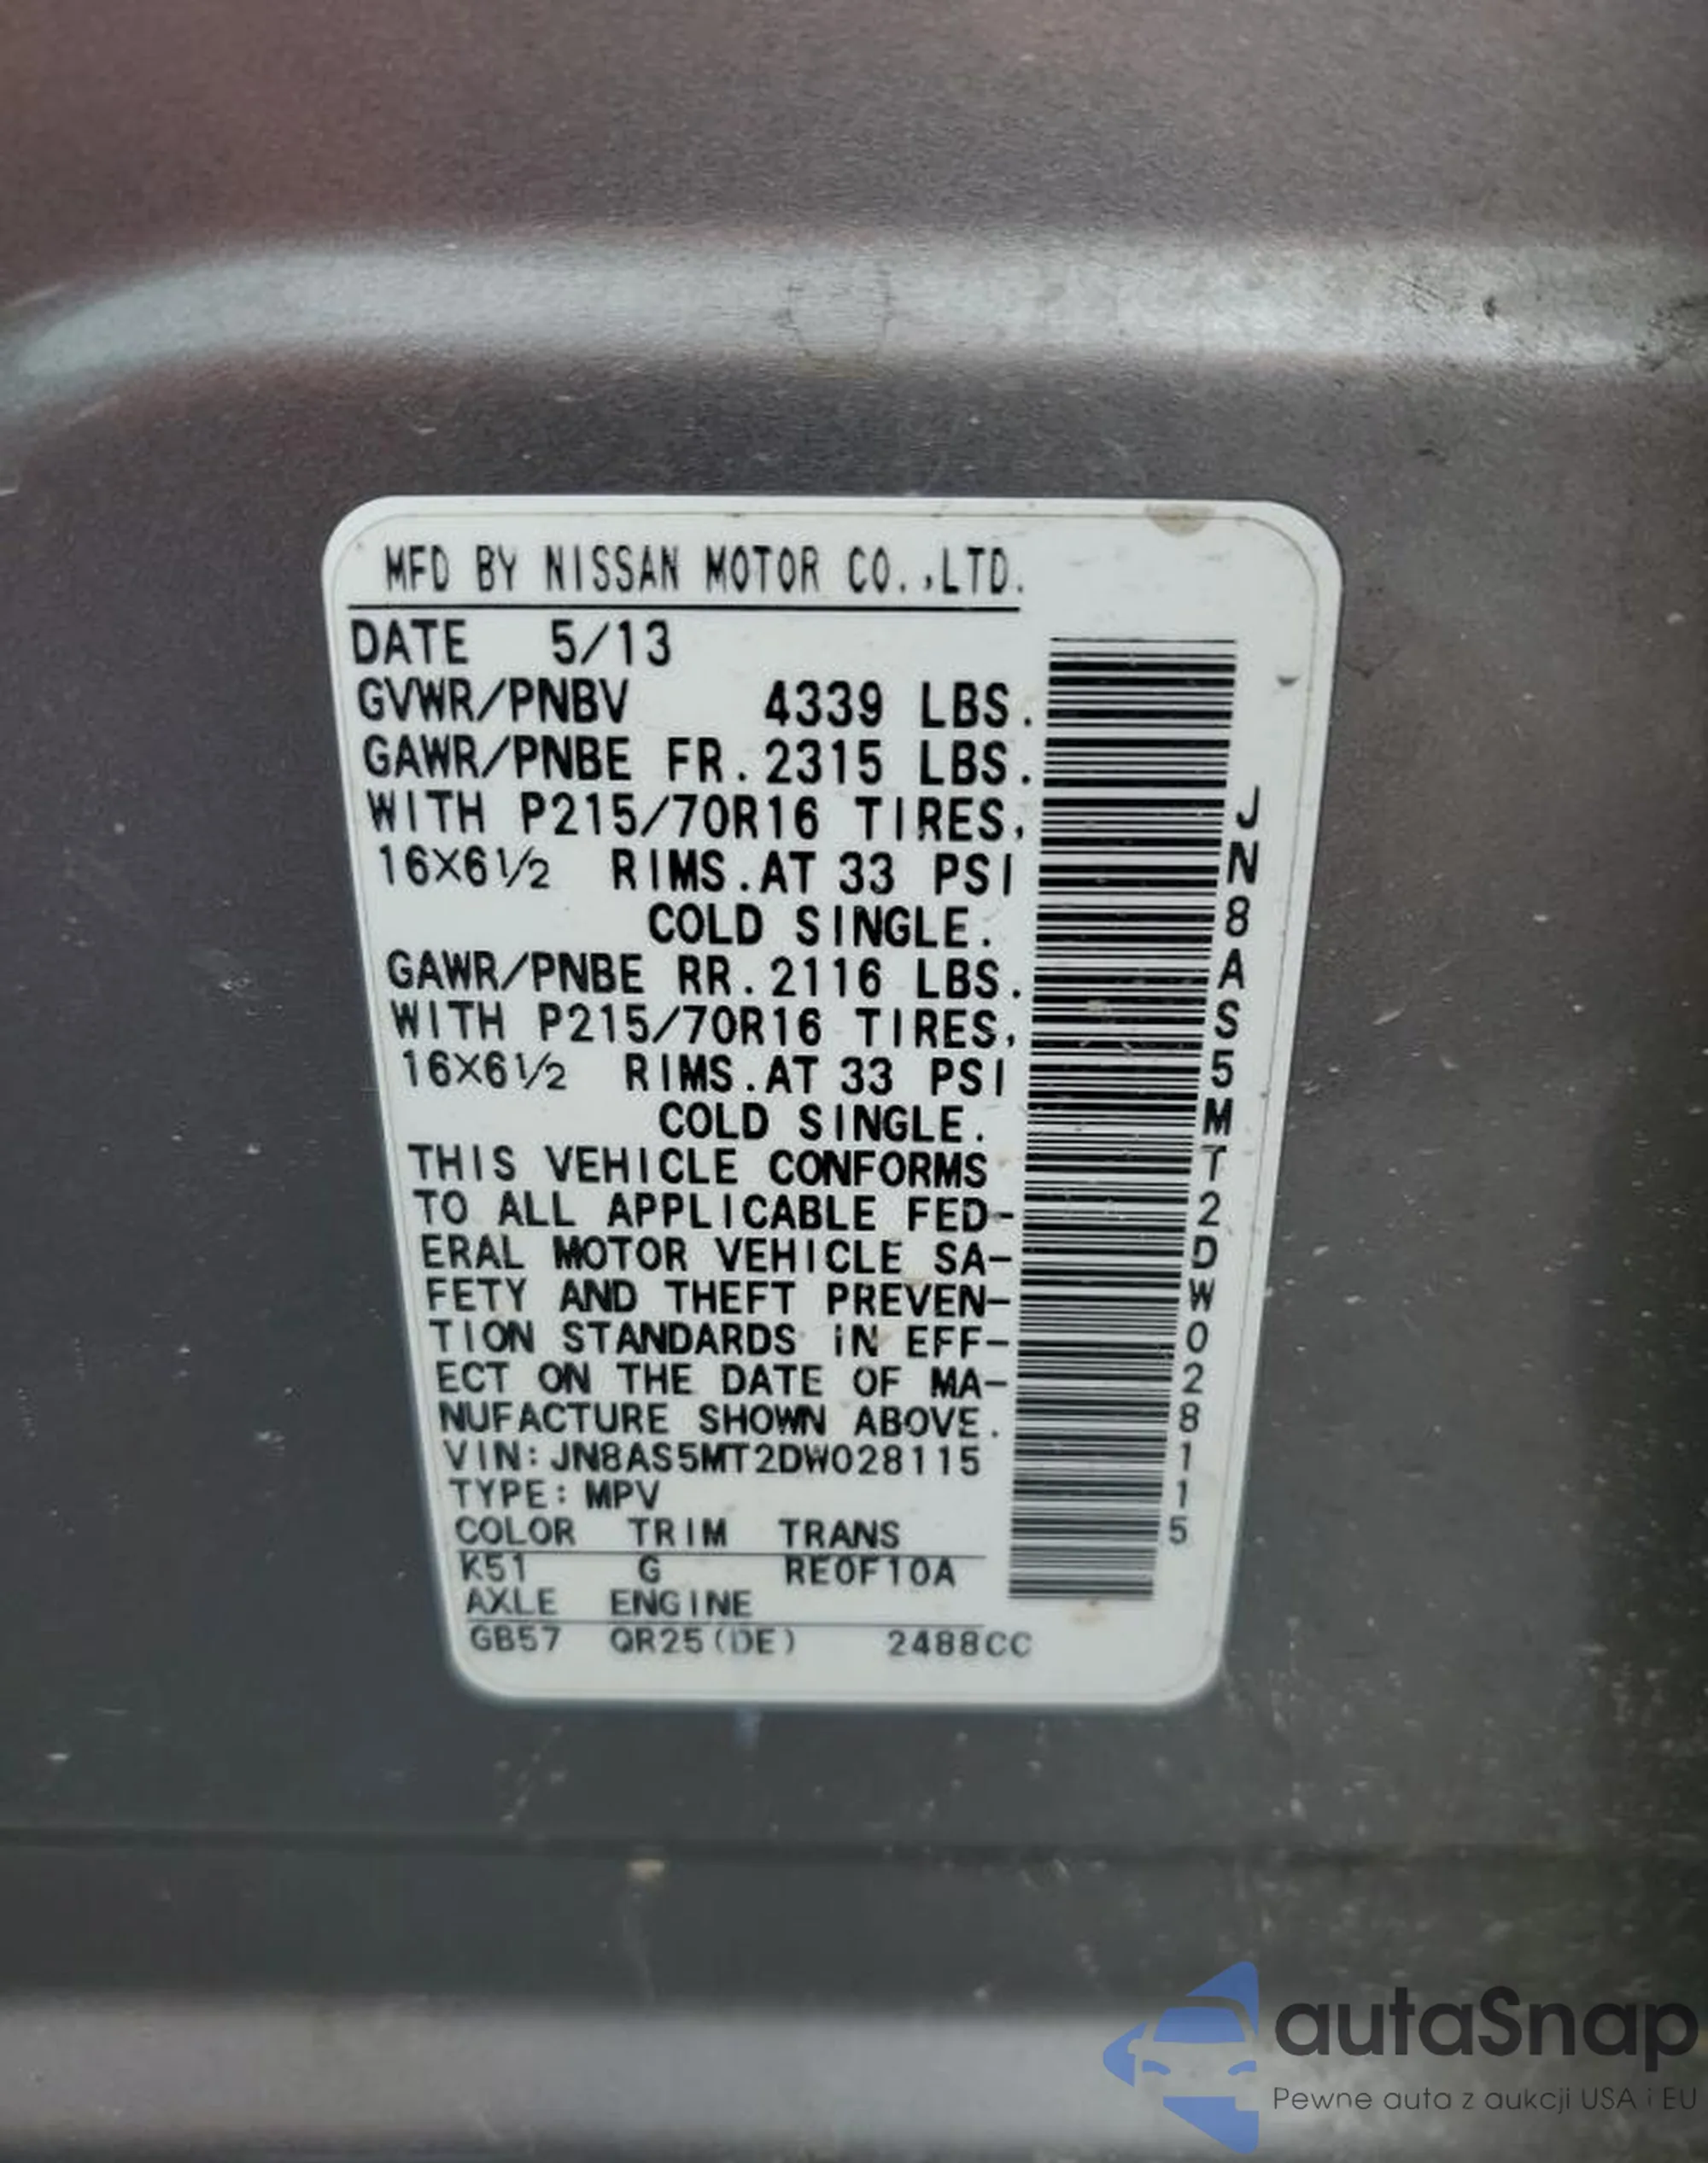 MFD BY NISSAN MOTOR CO.,LTD.
DATE 5/13
GVWR/PNBV 4339 LBS.
GAWR/PNBE FR.2315 LBS.
WITH P215/70R16 TIRES,
16X6½ RIMS.AT 33 PSI
COLD SINGLE.
GAWR/PNBE RR.2116 LBS.
WITH P215/70R16 TIRES,
16X6½ RIMS.AT 33 PSI
COLD SINGLE.
THIS VEHICLE CONFORMS
TO ALL APPLICABLE FED-
ERAL MOTOR VEHICLE SA-
FETY AND THEFT PREVEN-
TION STANDARDS IN EFF-
ECT ON THE DATE OF MA-
NUFACTURE SHOWN ABOVE.
VIN:JN8AS5MT2DW028115
TYPE:MPV
COLOR TRIM TRANS
K51 G RE0F10A
AXLE ENGINE
GB57 QR25(DE) 2488CC
JN8AS5MT2DW028115
autaSnap
Pewne auta z aukcji USA i EU